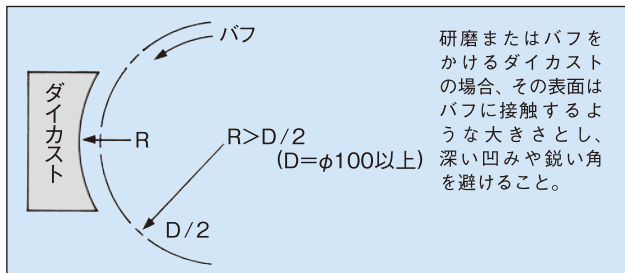 バフ
ダイカスト
R
R>D/2
(D=φ100以上)
D/2
研磨またはバフを
かけるダイカスト
の場合、その表面は
バフに接触するよ
うな大きさとし、
深い凹みや鋭い角
を避けること。